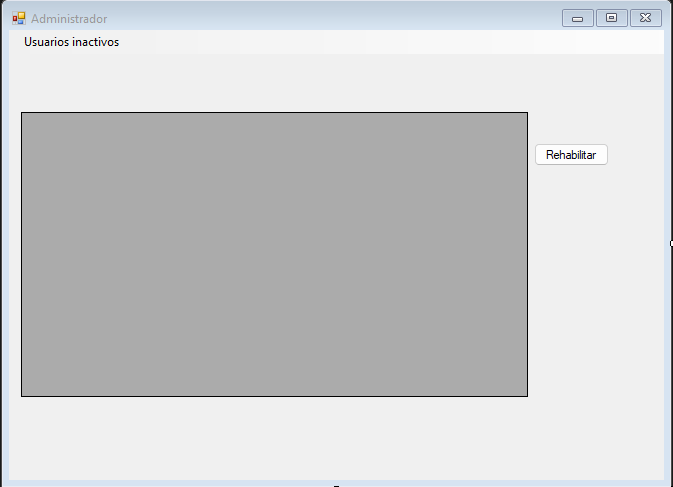 Administrador
Usuarios inactivos
Rehabilitar